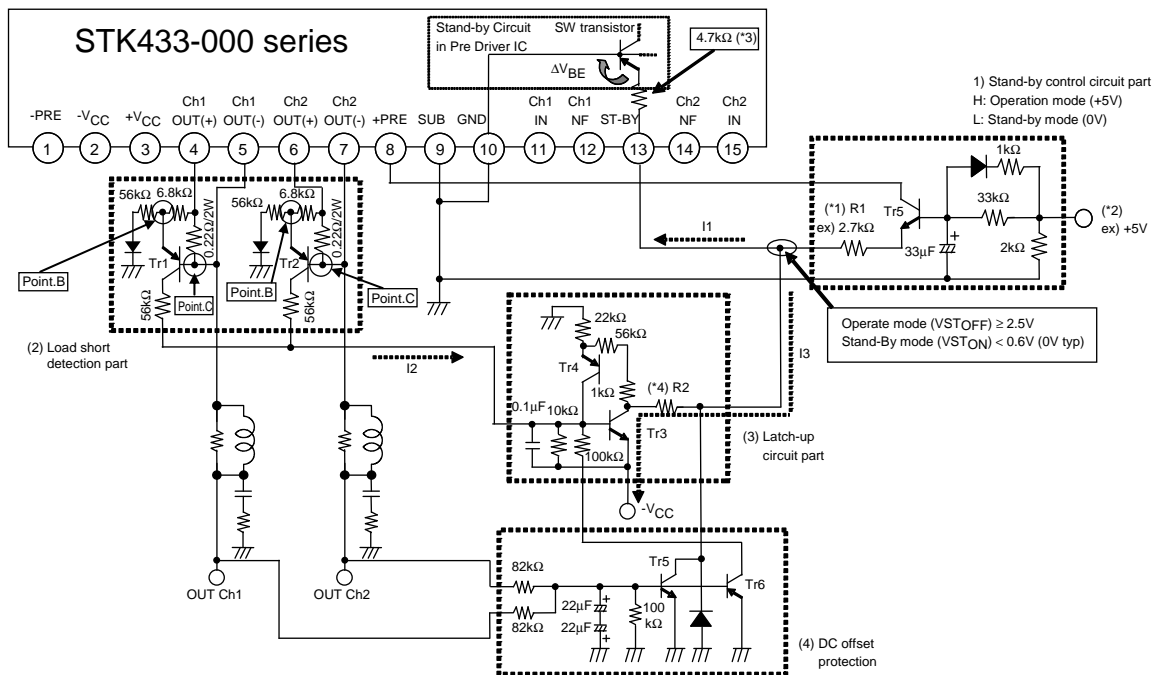 STK433-000 series
Stand-by Circuit SW transistor
in Pre Driver IC
ΔVBE
4.7kΩ (*3)
1) Stand-by control circuit part
H: Operation mode (+5V)
L: Stand-by mode (0V)
-PRE
-VCC
+VCC
Ch1
OUT(+)
Ch1
OUT(-)
Ch2
OUT(+)
Ch2
OUT(-)
+PRE
SUB
GND
Ch1
IN
Ch1
NF
ST-BY
Ch2
NF
Ch2
IN
1 2 3 4 5 6 7 8 9 10 11 12 13 14 15
56kΩ
6.8kΩ
0.22Ω/2W
Tr1
Point.B
Point.C
56kΩ
56kΩ
6.8kΩ
0.22Ω/2W
Tr2
Point.B
Point.C
56kΩ
(2) Load short
detection part
I2
I1
(*1) R1
ex) 2.7kΩ
Tr5
1kΩ
33kΩ
33μF
2kΩ
(*2)
ex) +5V
Operate mode (VSTOFF) ≥ 2.5V
Stand-By mode (VSTON) < 0.6V (0V typ)
I3
22kΩ
56kΩ
Tr4
1kΩ
(*4) R2
0.1μF
10kΩ
Tr3
100kΩ
-VCC
(3) Latch-up
circuit part
OUT Ch1
OUT Ch2
82kΩ
82kΩ
22μF
22μF
+
+
100
kΩ
Tr5
Tr6
(4) DC offset
protection